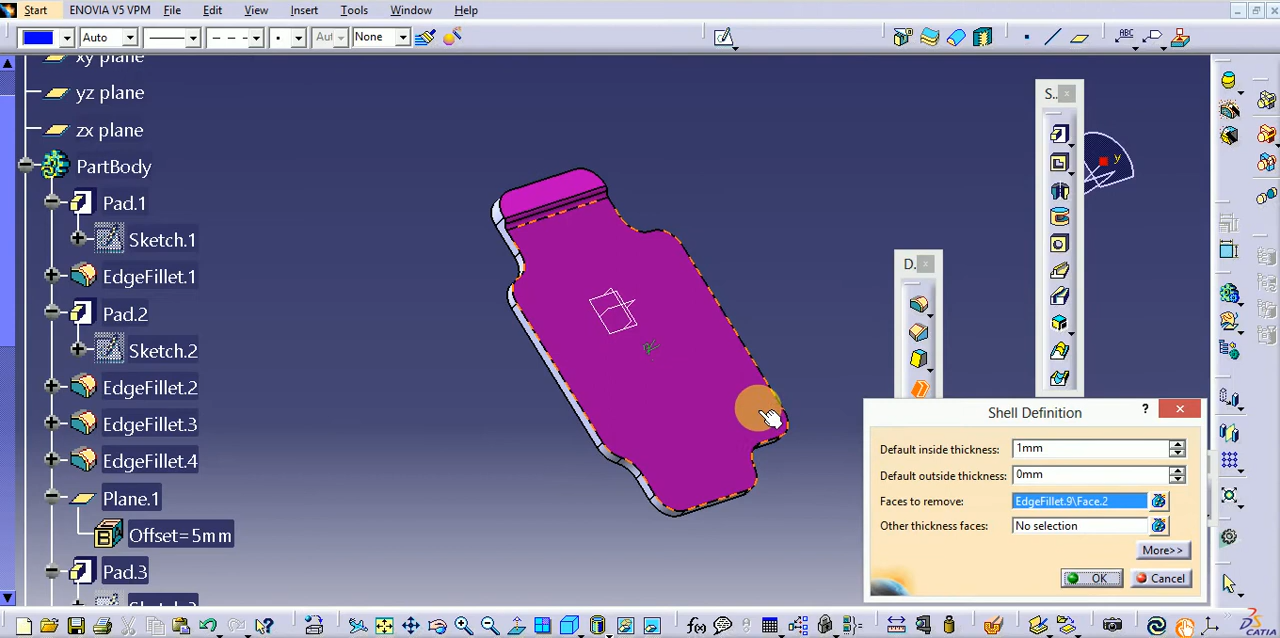 Start ENOVIA V5 VPM File Edit View Insert Tools Window Help
Auto Aut None ABC
xy plane
yz plane
zx plane
PartBody
Pad.1
Sketch.1
EdgeFillet.1
Pad.2
Sketch.2
EdgeFillet.2
EdgeFillet.3
EdgeFillet.4
Plane.1
Offset=5mm
Pad.3
S..
y
D.
Shell Definition
?
Default inside thickness: 1mm
Default outside thickness: 0mm
Faces to remove: EdgeFillet.9\Face.2
Other thickness faces: No selection
More>>
OK Cancel
f(x)
CATIA